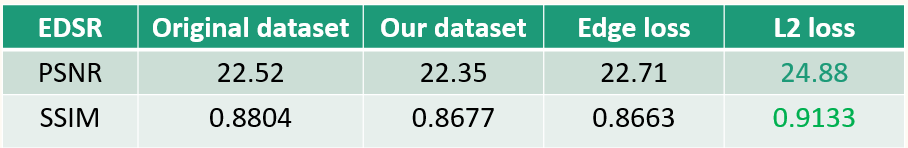 EDSR Original dataset Our dataset Edge loss L2 loss
PSNR 22.52 22.35 22.71 24.88
SSIM 0.8804 0.8677 0.8663 0.9133